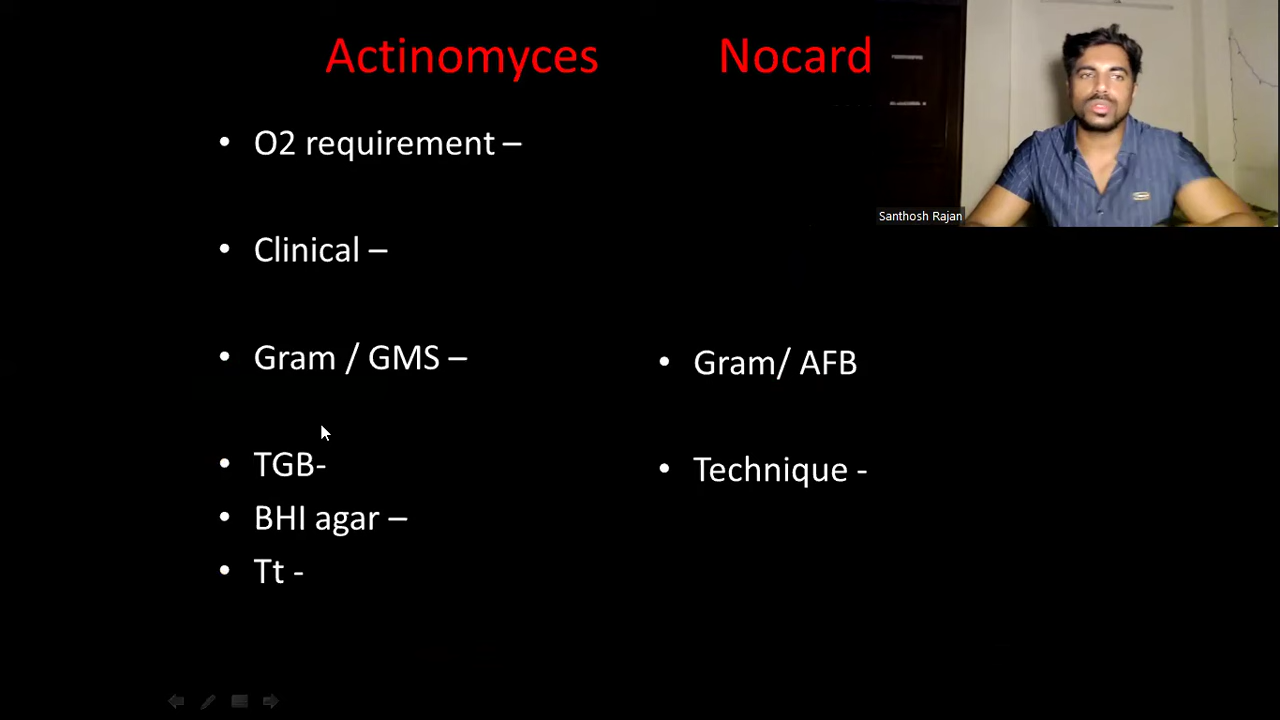 Actinomyces
Nocard
• O2 requirement –
• Clinical –
• Gram / GMS –
• TGB-
• BHI agar –
• Tt -
• Gram/ AFB
• Technique -
Santhosh Rajan